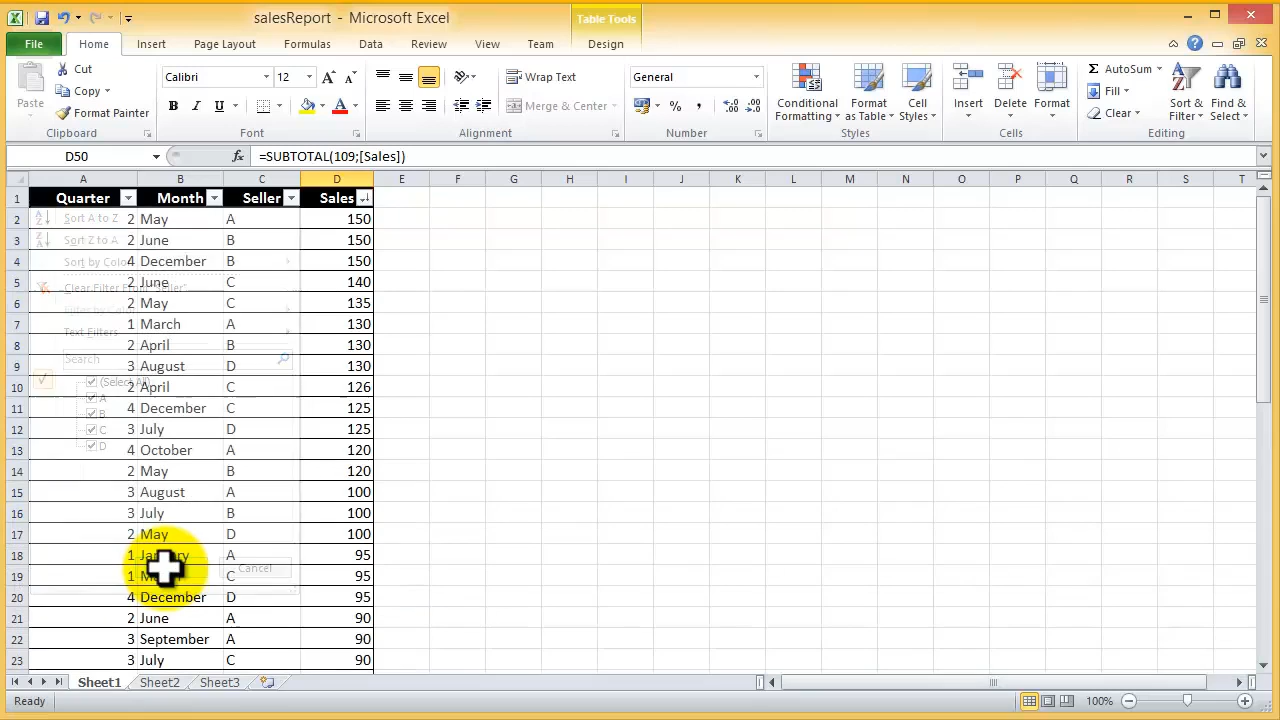 salesReport - Microsoft Excel
Table Tools
File Home Insert Page Layout Formulas Data Review View Team Design
Paste
Cut
Copy
Format Painter
Clipboard
Calibri 12
B I U A
Font
Wrap Text
Merge & Center
Alignment
General
% ,
Number
Conditional Formatting
Format as Table
Cell Styles
Styles
Insert Delete Format
Cells
Σ AutoSum
Fill
Clear
Sort & Filter
Find & Select
Editing
D50 fx =SUBTOTAL(109;[Sales])
A B C D E F G H I J K L M N O P Q R S T
1 Quarter Month Seller Sales
2 2 May A 150
3 2 June B 150
4 4 December B 150
5 2 June C 140
6 2 May C 135
7 1 March A 130
8 2 April B 130
9 3 August D 130
10 2 April C 126
11 4 December C 125
12 3 July D 125
13 4 October A 120
14 2 May B 120
15 3 August A 100
16 3 July B 100
17 2 May D 100
18 1 January A 95
19 1 C 95
20 4 December D 95
21 2 June A 90
22 3 September A 90
23 3 July C 90
Sort A to Z
Sort Z to A
Sort by Color
Clear Filter From "Seller"
Text Filters
Search
(Select All)
A
B
C
D
Cancel
Sheet1 Sheet2 Sheet3
Ready 100%